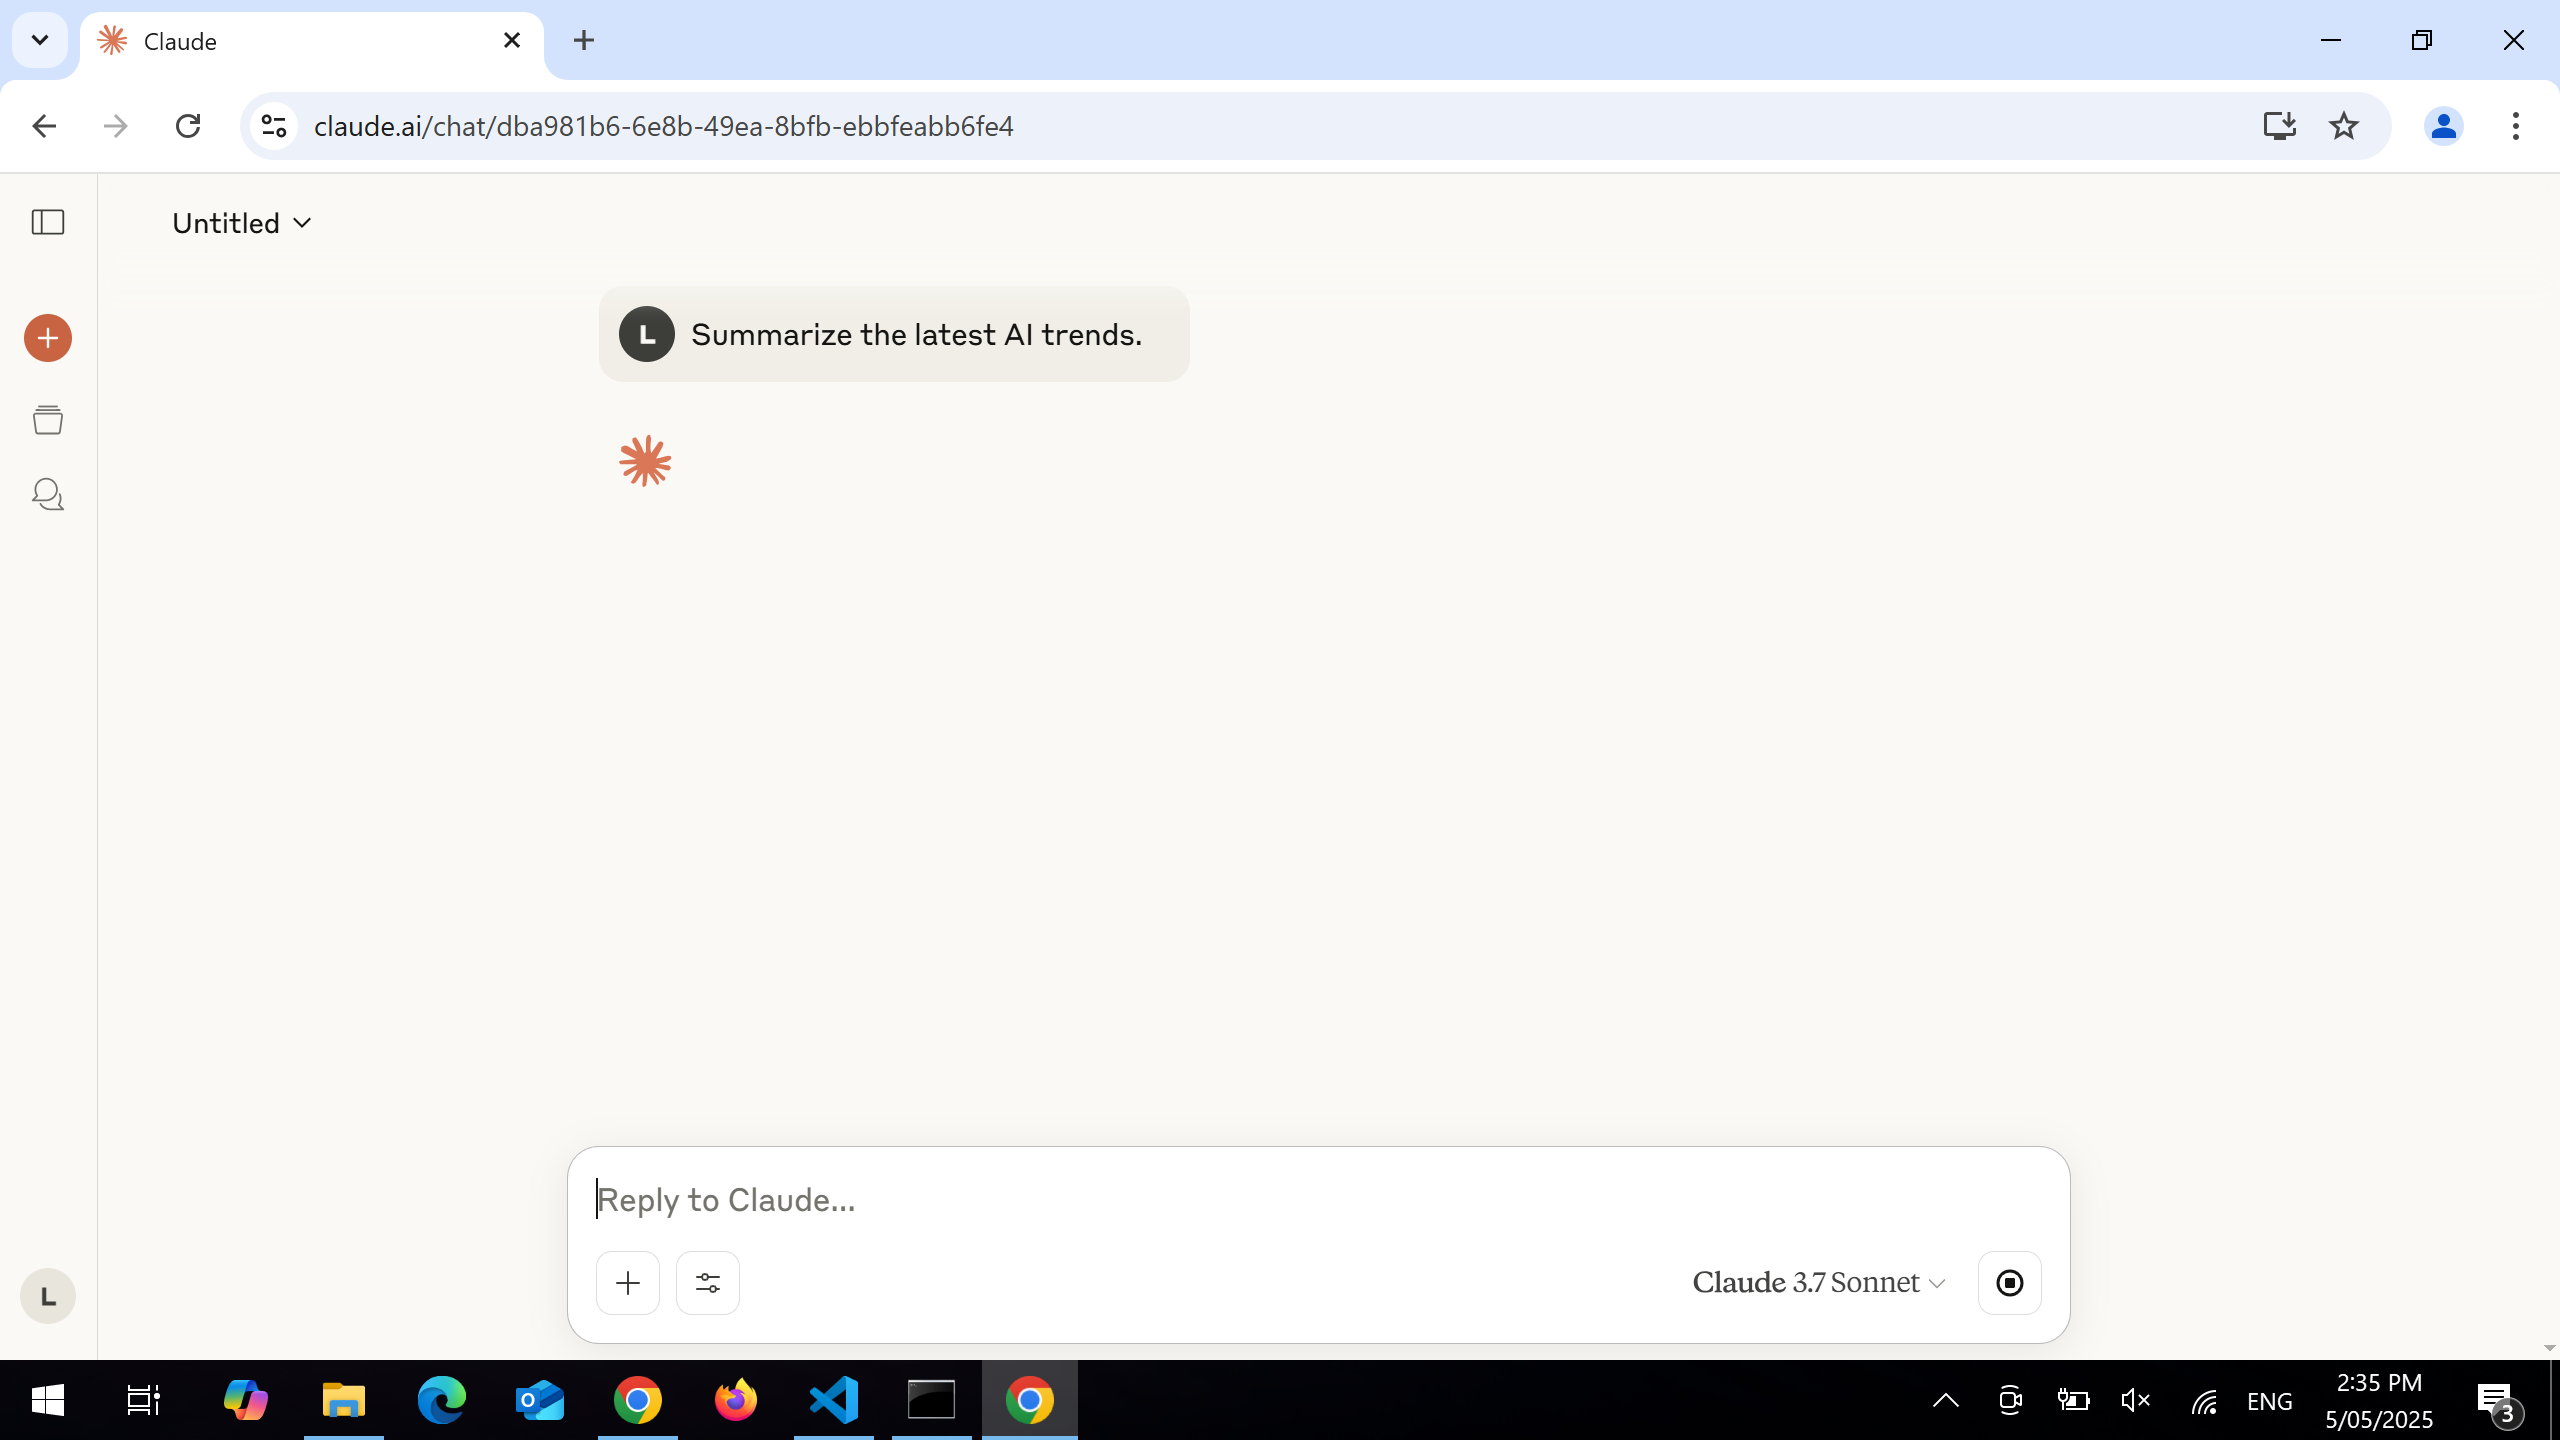 Claude
claude.ai/chat/dba981b6-6e8b-49ea-8bfb-ebbfeabb6fe4
Untitled
L Summarize the latest AI trends.
Reply to Claude...
Claude 3.7 Sonnet
L
ENG
2:35 PM
5/05/2025
3